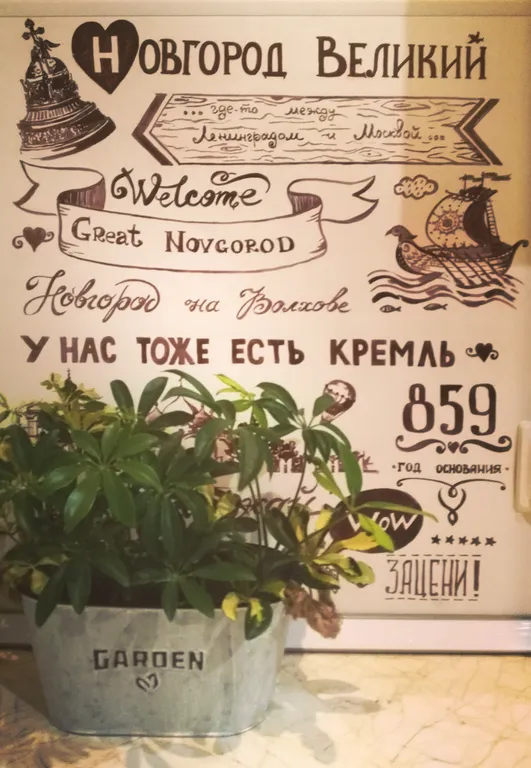 Новгород Великий
... где-то между
Ленинградом и Москвой ...
Welcome
Great Novgorod
Новгород на Волхове
У НАС ТОЖЕ ЕСТЬ КРЕМЛЬ
859
ГОД ОСНОВАНИЯ
WOW
ЗАЦЕНИ!
GARDEN